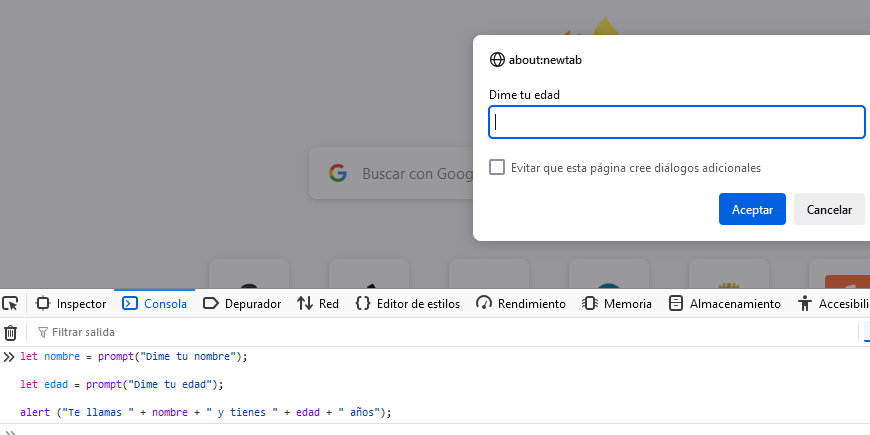 about:newtab
Dime tu edad
Buscar con Goog
Evitar que esta página cree diálogos adicionales
Aceptar Cancelar
Inspector Consola Depurador Red Editor de estilos Rendimiento Memoria Almacenamiento Accesibili
Filtrar salida
let nombre = prompt("Dime tu nombre");
let edad = prompt("Dime tu edad");
alert ("Te llamas " + nombre + " y tienes " + edad + " años");